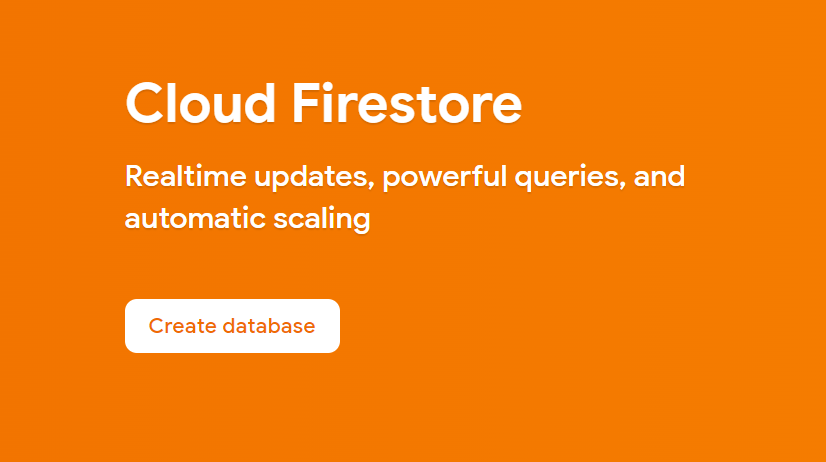 Cloud Firestore
Realtime updates, powerful queries, and
automatic scaling
Create database